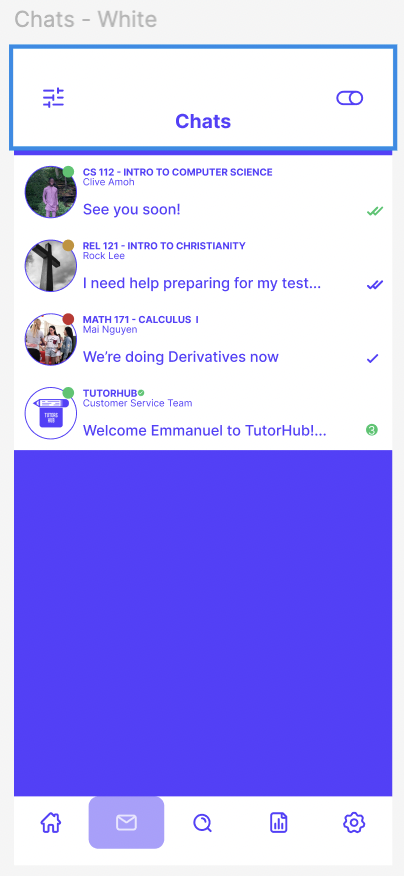 Chats - White
Chats
CS 112 - INTRO TO COMPUTER SCIENCE
Clive Amoh
See you soon!
REL 121 - INTRO TO CHRISTIANITY
Rock Lee
I need help preparing for my test...
MATH 171 - CALCULUS I
Mai Nguyen
We're doing Derivatives now
TUTORHUB
Customer Service Team
TUTORS
HUB
Welcome Emmanuel to TutorHub!...
3